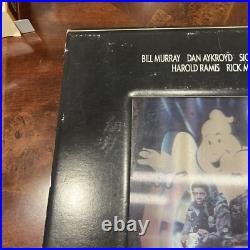 BILL MURRAY DAN AYKROYD SIG
HAROLD RAMIS RICK M